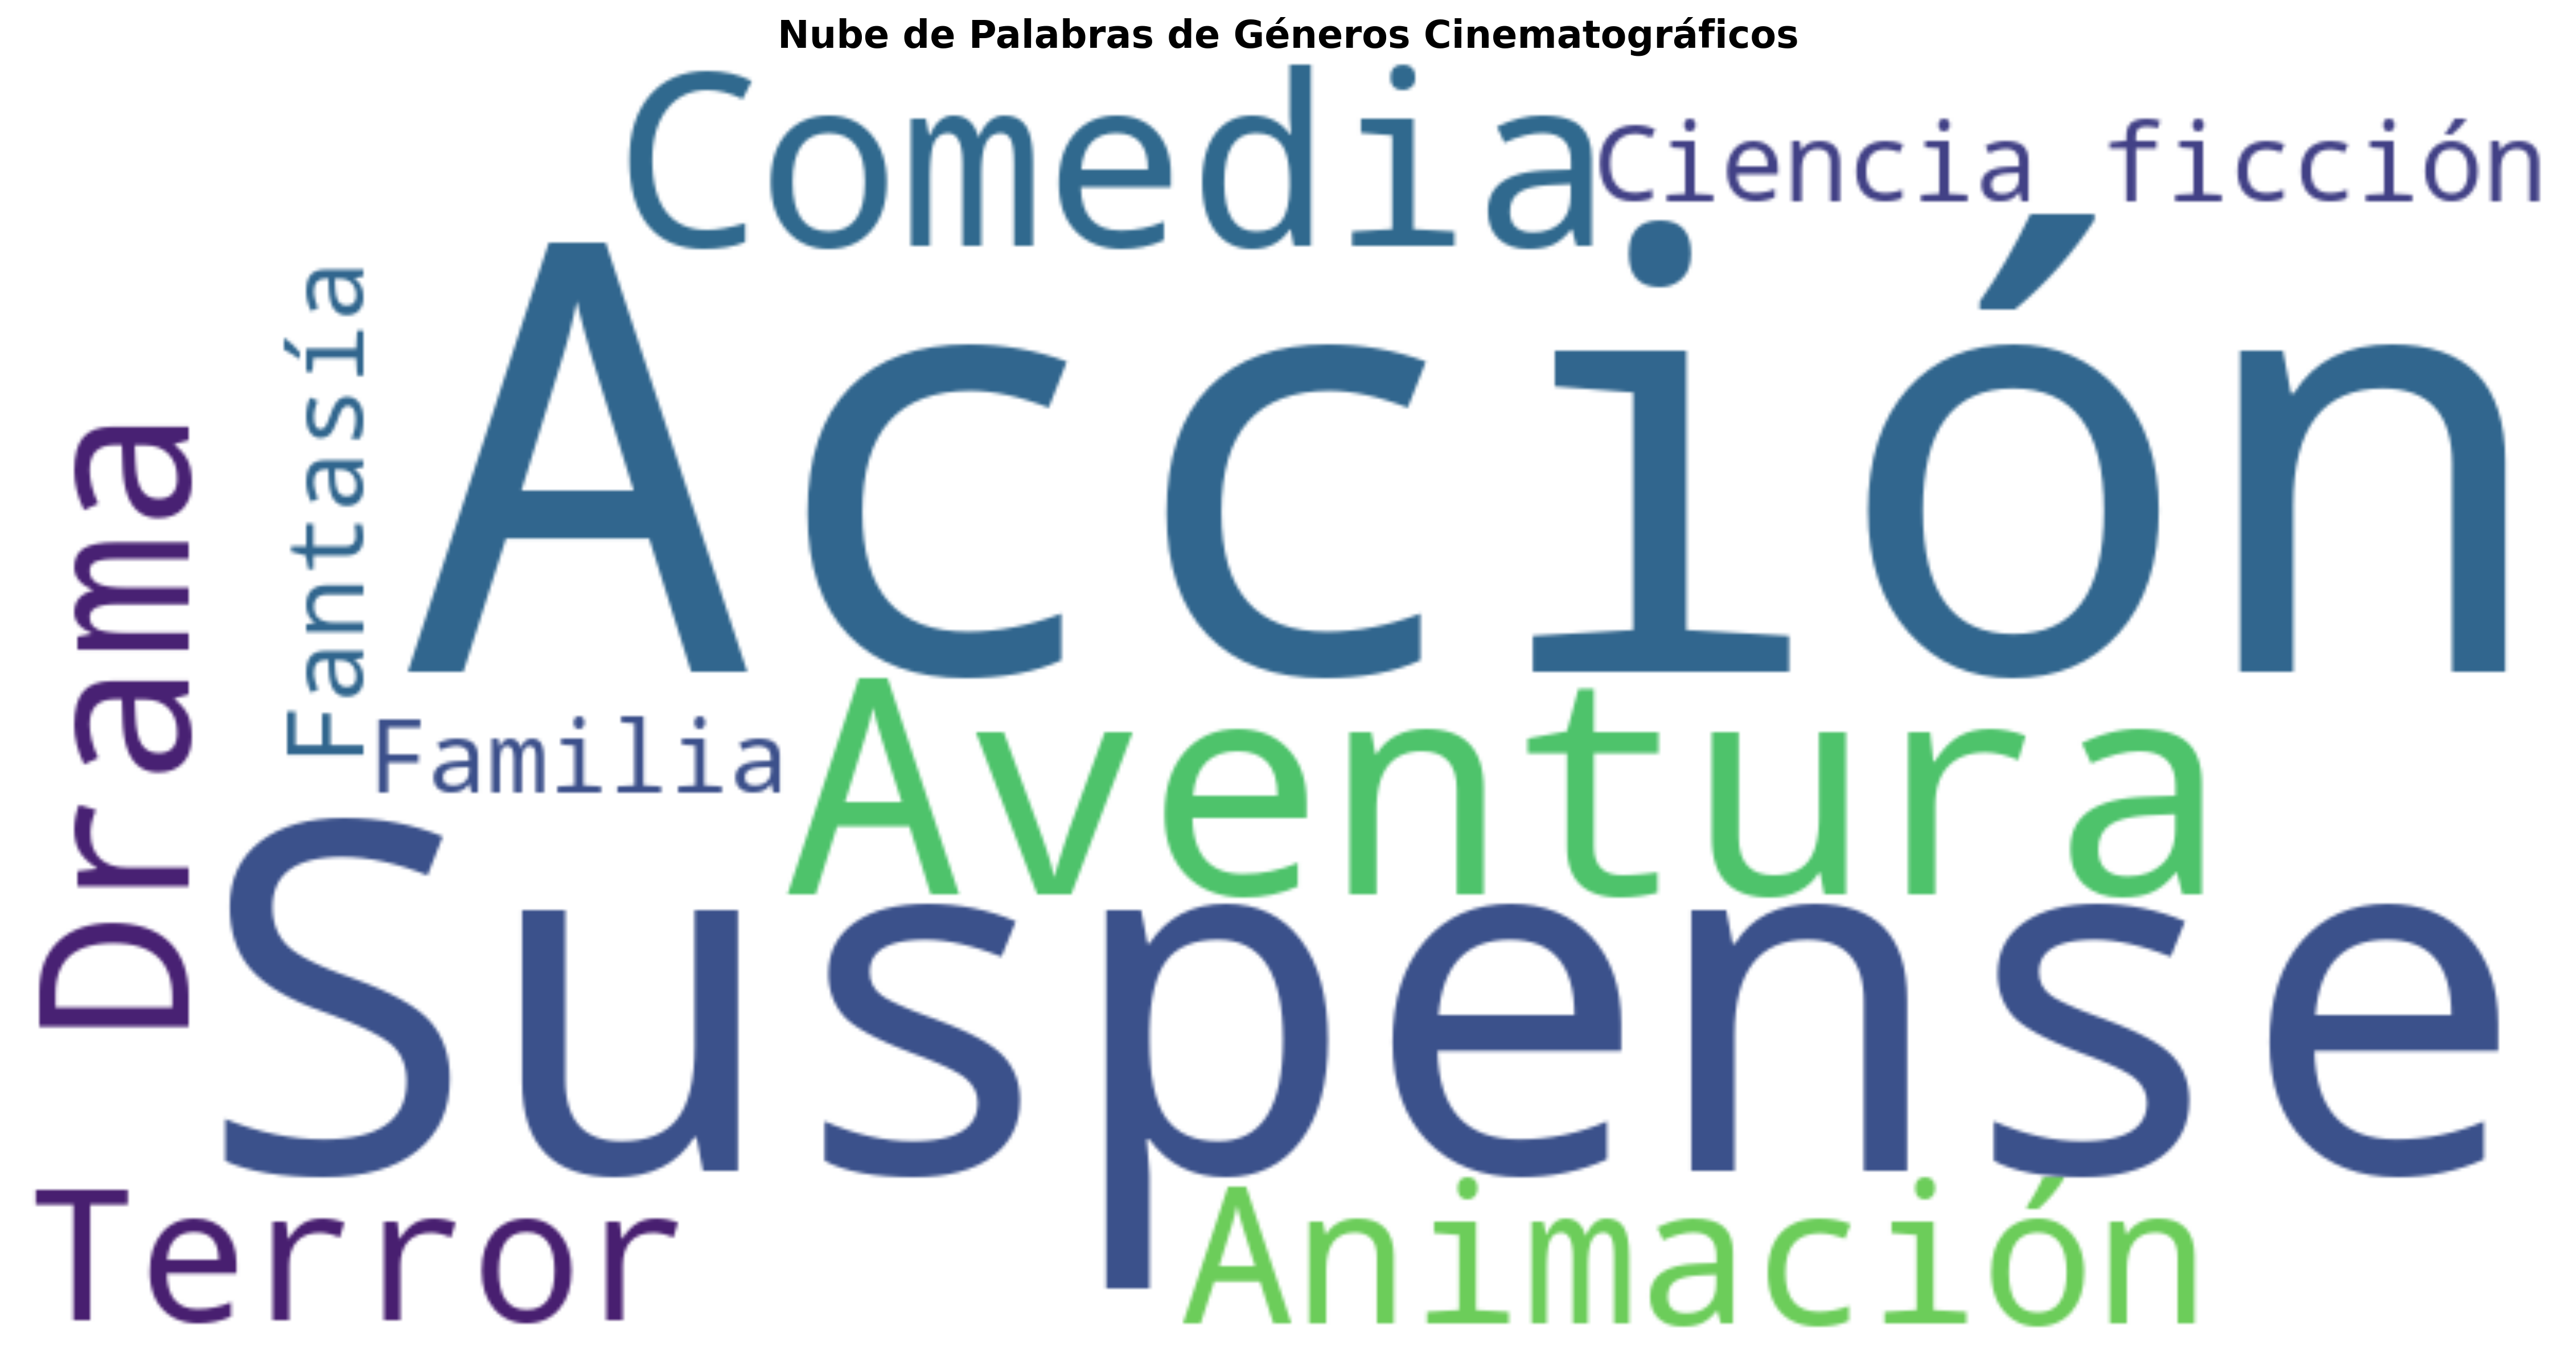 Nube de Palabras de Géneros Cinematográficos
Comedia
Ciencia ficción
Acción
Fantasía
Drama
Familia
Aventura
Suspense
Terror
Animación